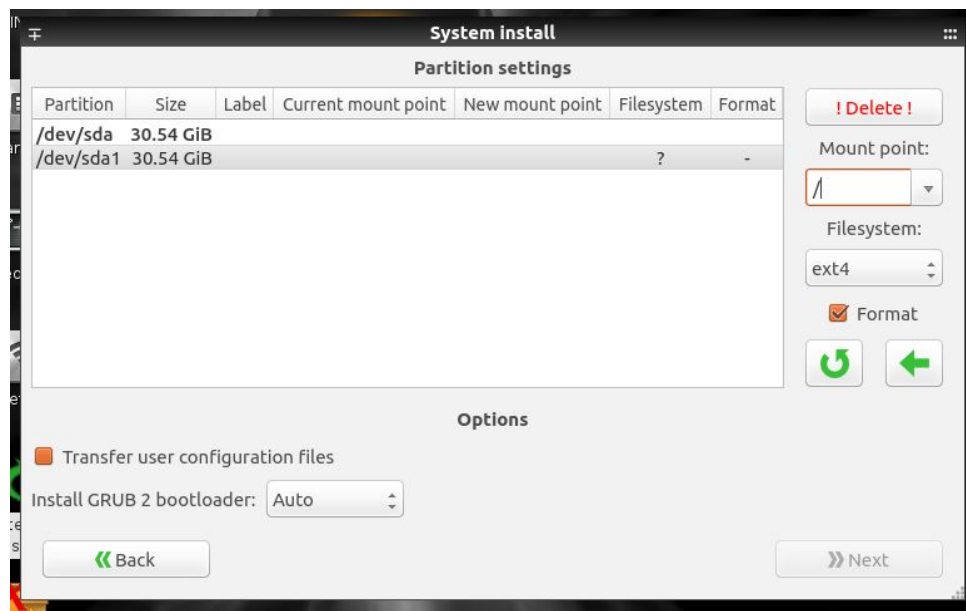 System install
Partition settings
Partition Size Label Current mount point New mount point Filesystem Format
! Delete !
/dev/sda 30.54 GiB
/dev/sda1 30.54 GiB ? -
Mount point:
/
Filesystem:
ext4
Format
Options
Transfer user configuration files
Install GRUB 2 bootloader: Auto
Back
Next